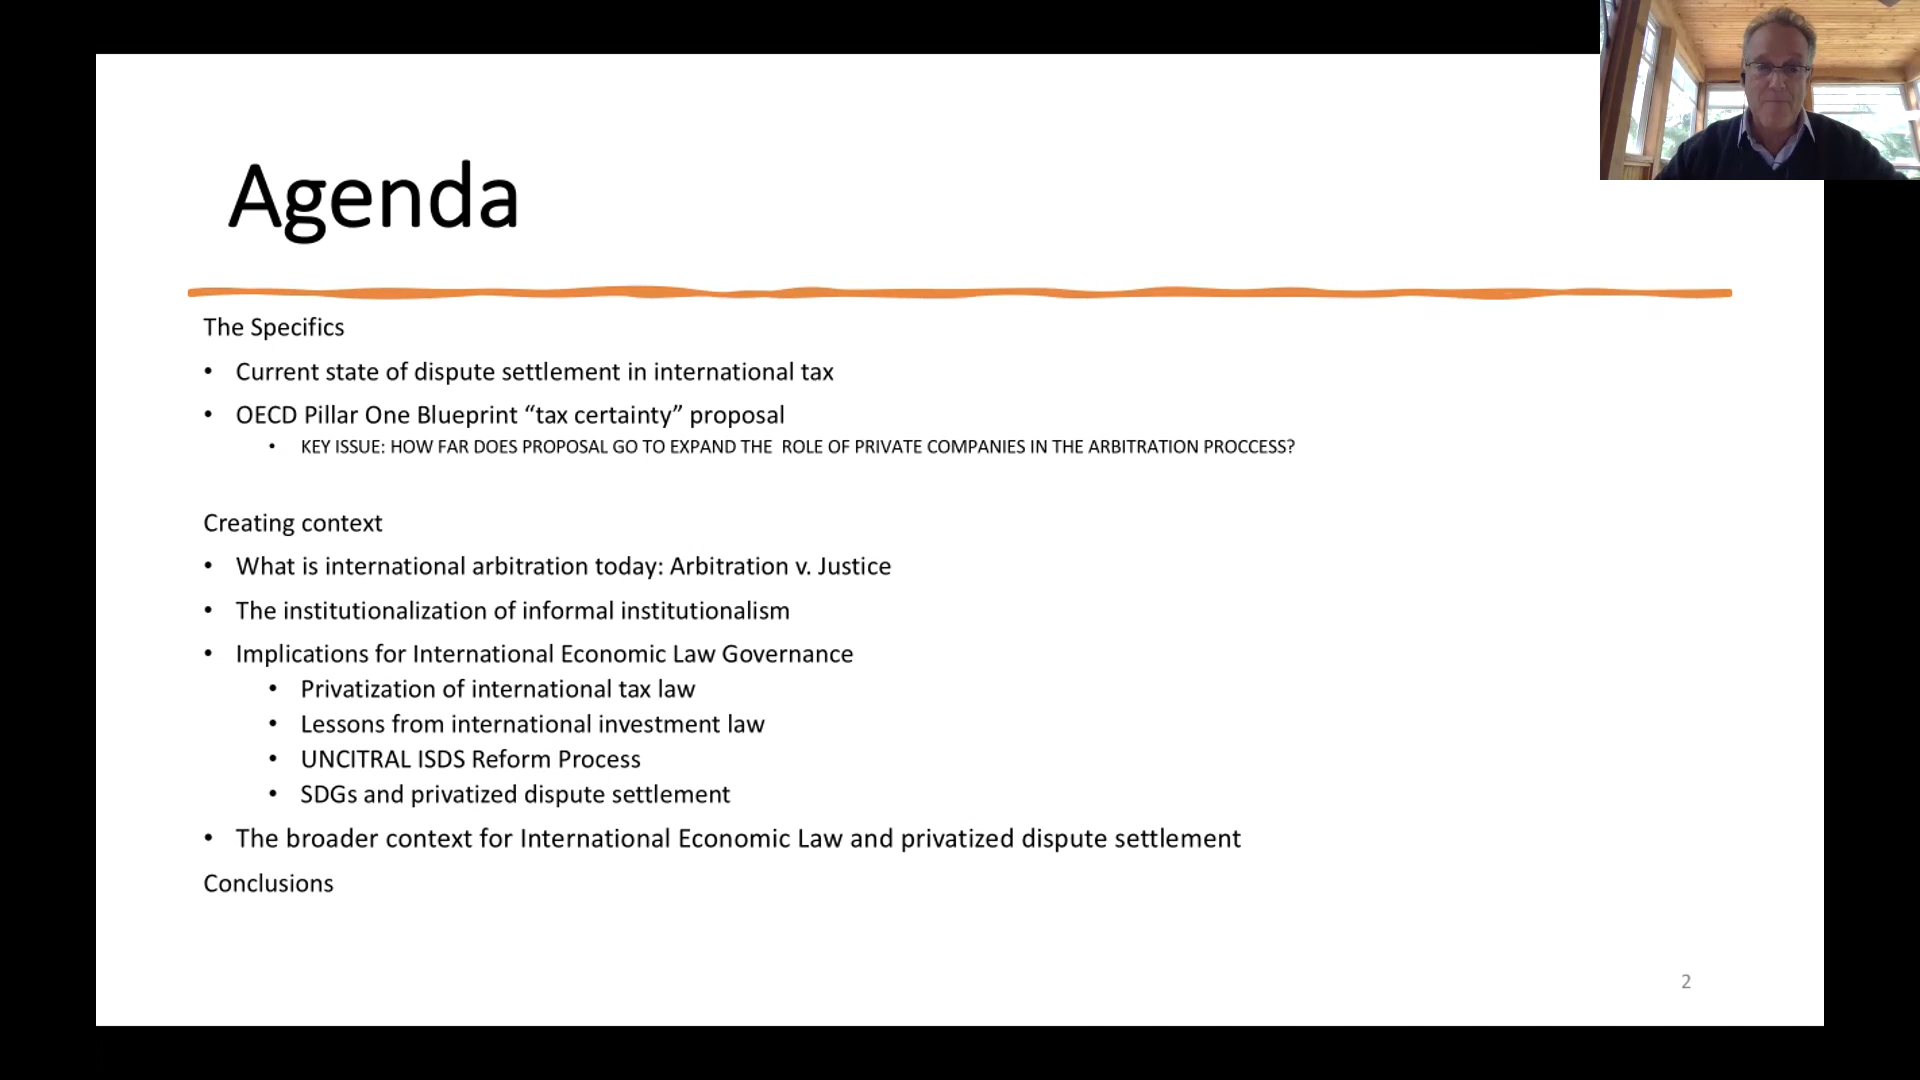 Agenda
The Specifics
• Current state of dispute settlement in international tax
• OECD Pillar One Blueprint “tax certainty” proposal
• KEY ISSUE: HOW FAR DOES PROPOSAL GO TO EXPAND THE  ROLE OF PRIVATE COMPANIES IN THE ARBITRATION PROCCESS?
Creating context
• What is international arbitration today: Arbitration v. Justice
• The institutionalization of informal institutionalism
• Implications for International Economic Law Governance
• Privatization of international tax law
• Lessons from international investment law
• UNCITRAL ISDS Reform Process
• SDGs and privatized dispute settlement
• The broader context for International Economic Law and privatized dispute settlement
Conclusions
2